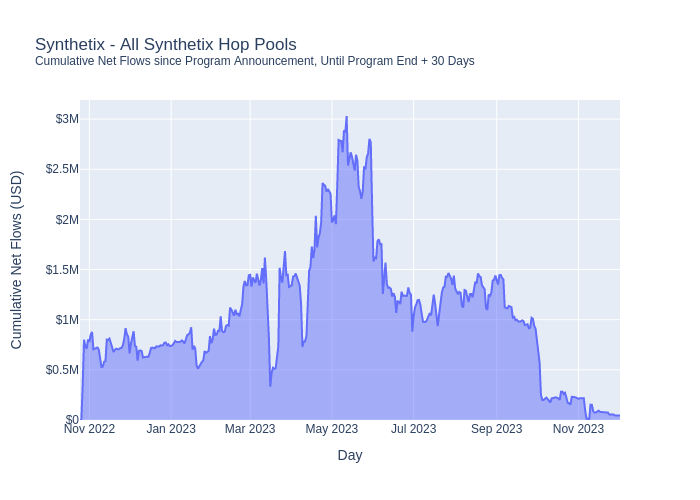 Synthetix - All Synthetix Hop Pools
Cumulative Net Flows since Program Announcement, Until Program End + 30 Days
Cumulative Net Flows (USD)
$3M
$2.5M
$2M
$1.5M
$1M
$0.5M
$0
Nov 2022 Jan 2023 Mar 2023 May 2023 Jul 2023 Sep 2023 Nov 2023
Day